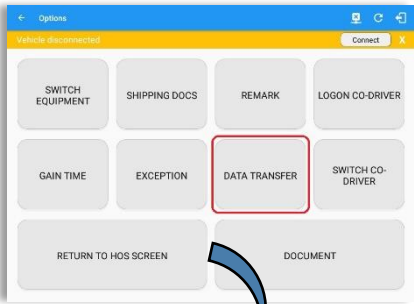 Options
Vehicle disconnected
Connect X
SWITCH EQUIPMENT
SHIPPING DOCS
REMARK
LOGON CO-DRIVER
GAIN TIME
EXCEPTION
DATA TRANSFER
SWITCH CO-
DRIVER
RETURN TO HOS SCREEN
DOCUMENT